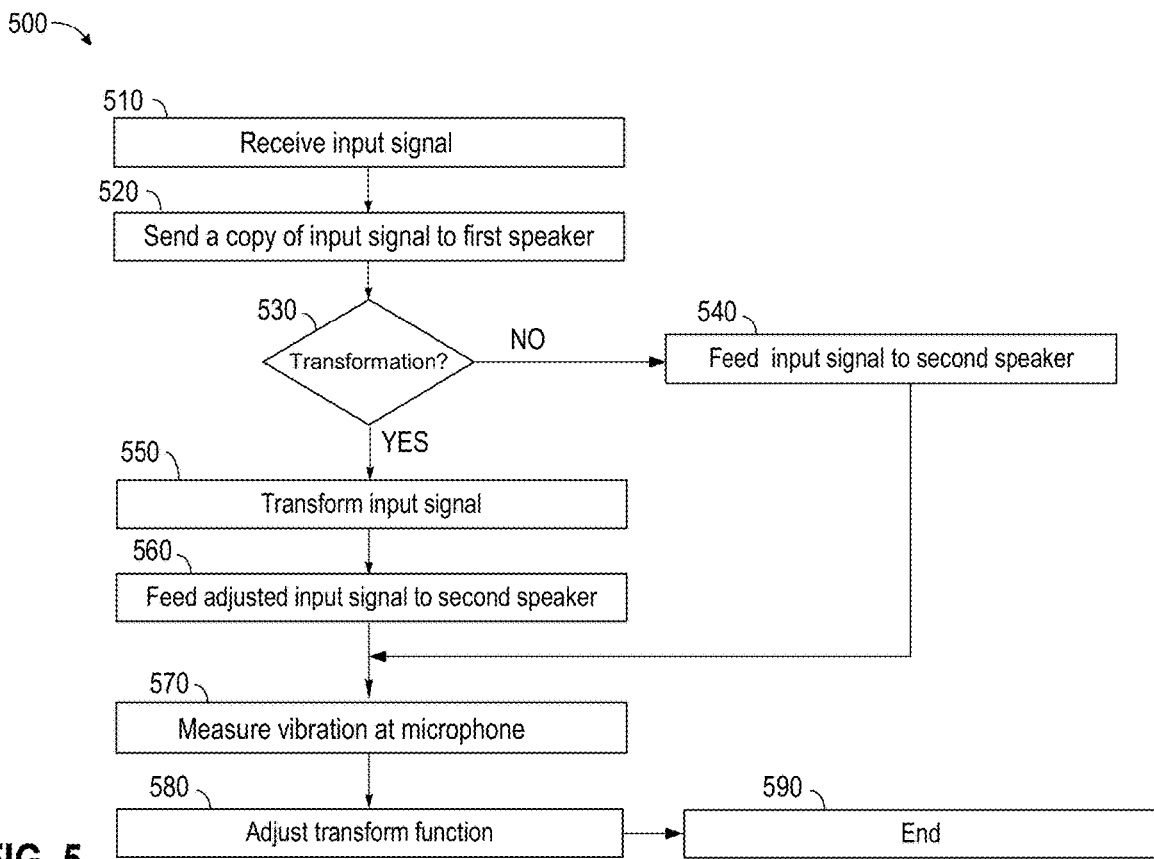 500
510
Receive input signal
520
Send a copy of input signal to first speaker
530
Transformation?
NO
540
Feed input signal to second speaker
YES
550
Transform input signal
560
Feed adjusted input signal to second speaker
570
Measure vibration at microphone
580
Adjust transform function
590
End
FIG. 5